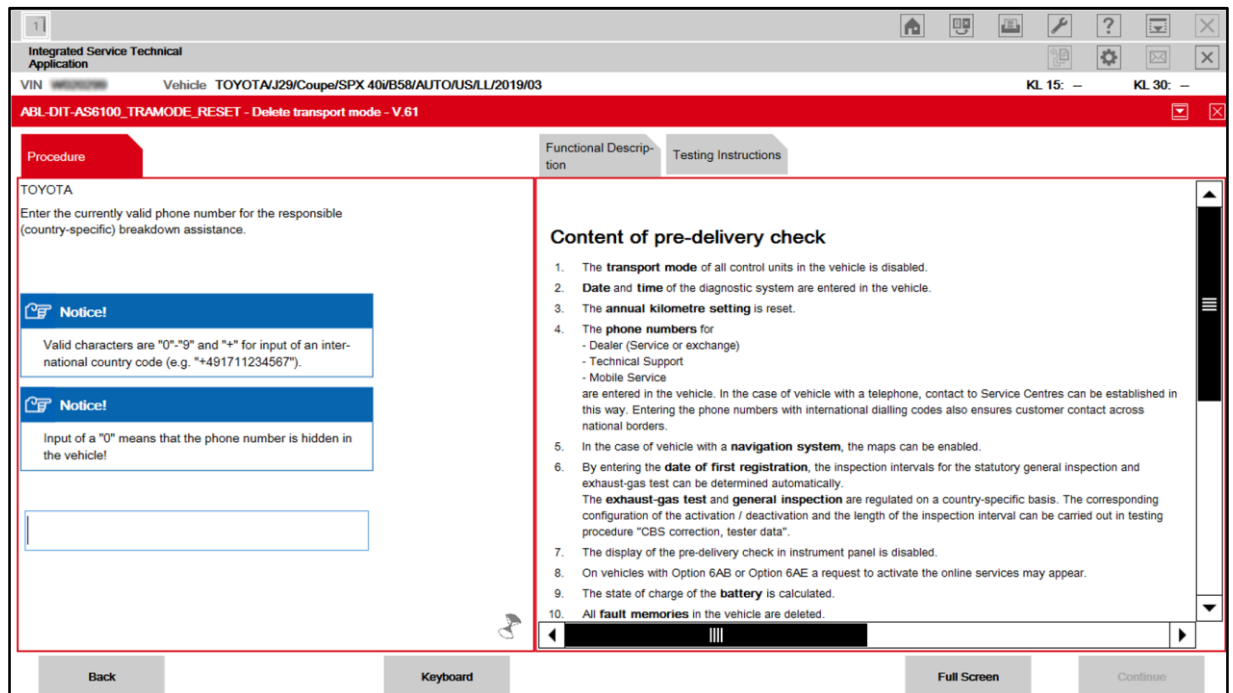 1
Integrated Service Technical
Application
VIN Vehicle TOYOTA/J29/Coupe/SPX 40i/B58/AUTO/US/LL/2019/03 KL 15: – KL 30: –
ABL-DIT-AS6100_TRAMODE_RESET - Delete transport mode - V.61
Procedure
Functional Descrip-
tion
Testing Instructions
TOYOTA
Enter the currently valid phone number for the responsible
(country-specific) breakdown assistance.
Notice!
Valid characters are "0"-"9" and "+" for input of an inter-
national country code (e.g. "+491711234567").
Notice!
Input of a "0" means that the phone number is hidden in
the vehicle!
Content of pre-delivery check
1. The transport mode of all control units in the vehicle is disabled.
2. Date and time of the diagnostic system are entered in the vehicle.
3. The annual kilometre setting is reset.
4. The phone numbers for
- Dealer (Service or exchange)
- Technical Support
- Mobile Service
are entered in the vehicle. In the case of vehicle with a telephone, contact to Service Centres can be established in
this way. Entering the phone numbers with international dialling codes also ensures customer contact across
national borders.
5. In the case of vehicle with a navigation system, the maps can be enabled.
6. By entering the date of first registration, the inspection intervals for the statutory general inspection and
exhaust-gas test can be determined automatically.
The exhaust-gas test and general inspection are regulated on a country-specific basis. The corresponding
configuration of the activation / deactivation and the length of the inspection interval can be carried out in testing
procedure "CBS correction, tester data".
7. The display of the pre-delivery check in instrument panel is disabled.
8. On vehicles with Option 6AB or Option 6AE a request to activate the online services may appear.
9. The state of charge of the battery is calculated.
10. All fault memories in the vehicle are deleted.
Back
Keyboard
Full Screen
Continue